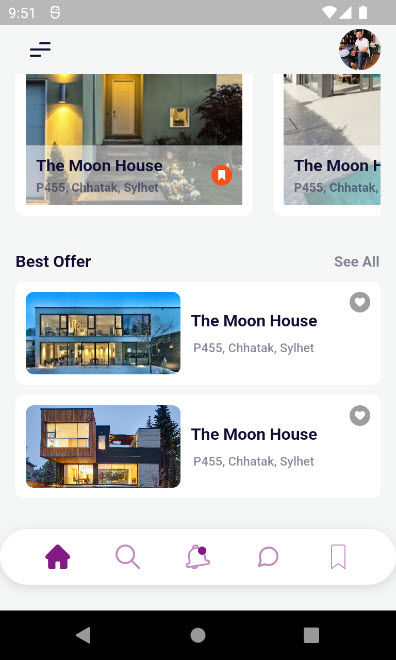 9:51
The Moon House
P455, Chhatak, Sylhet
The Moon H
P455, Chhatak,
Best Offer
See All
The Moon House
P455, Chhatak, Sylhet
The Moon House
P455, Chhatak, Sylhet